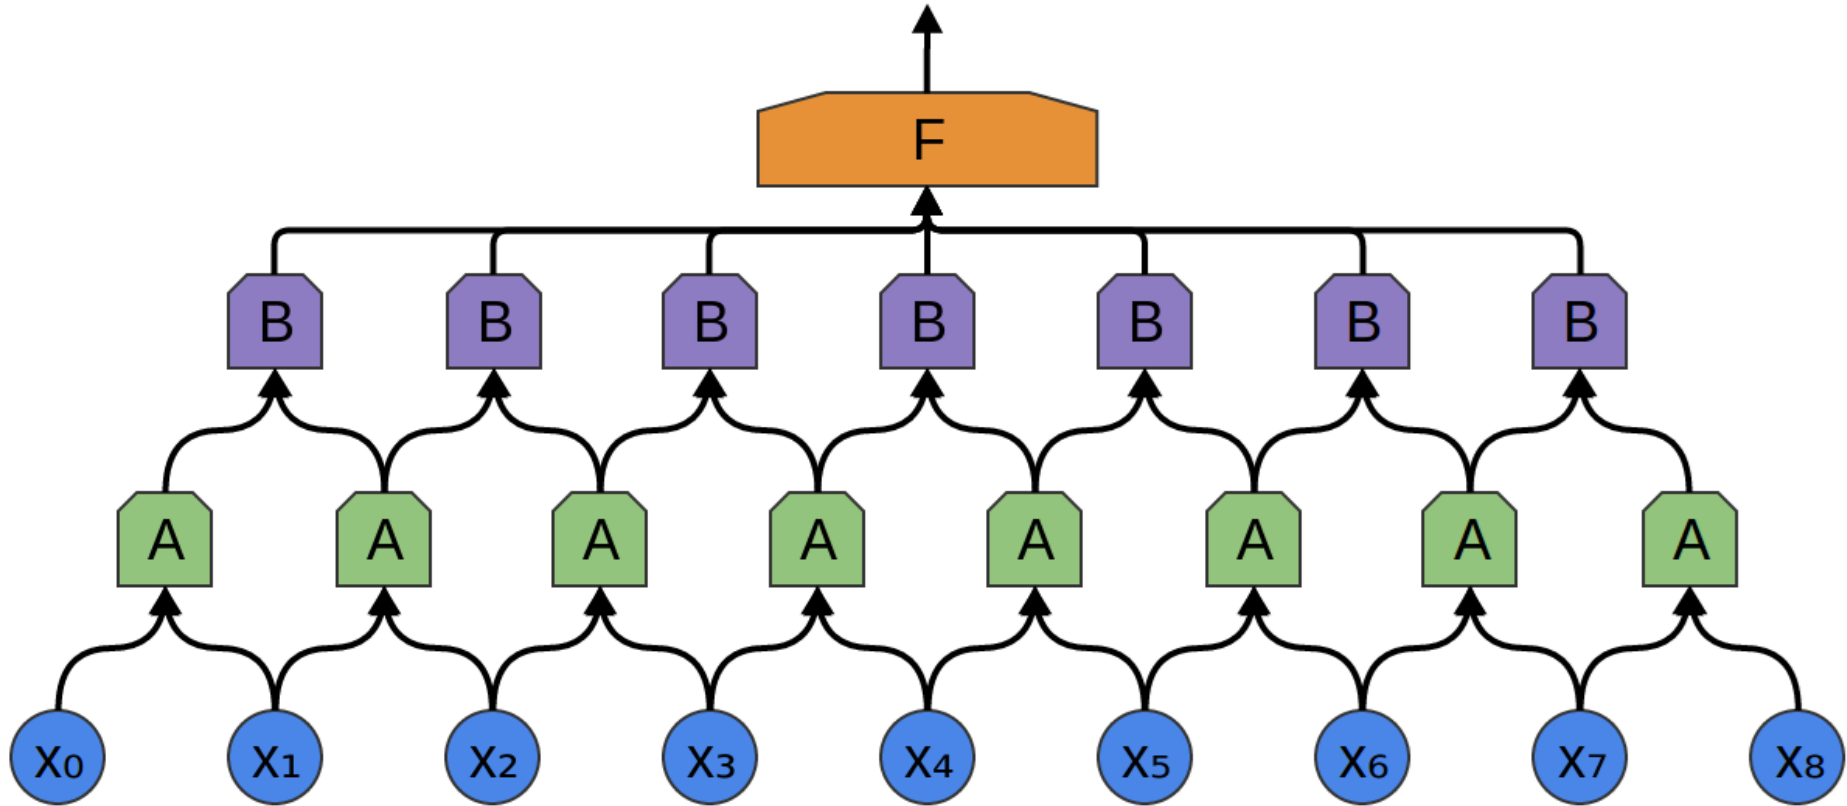 F
B B B B B B B
A A A A A A A A
x₀ x₁ x₂ x₃ x₄ x₅ x₆ x₇ x₈